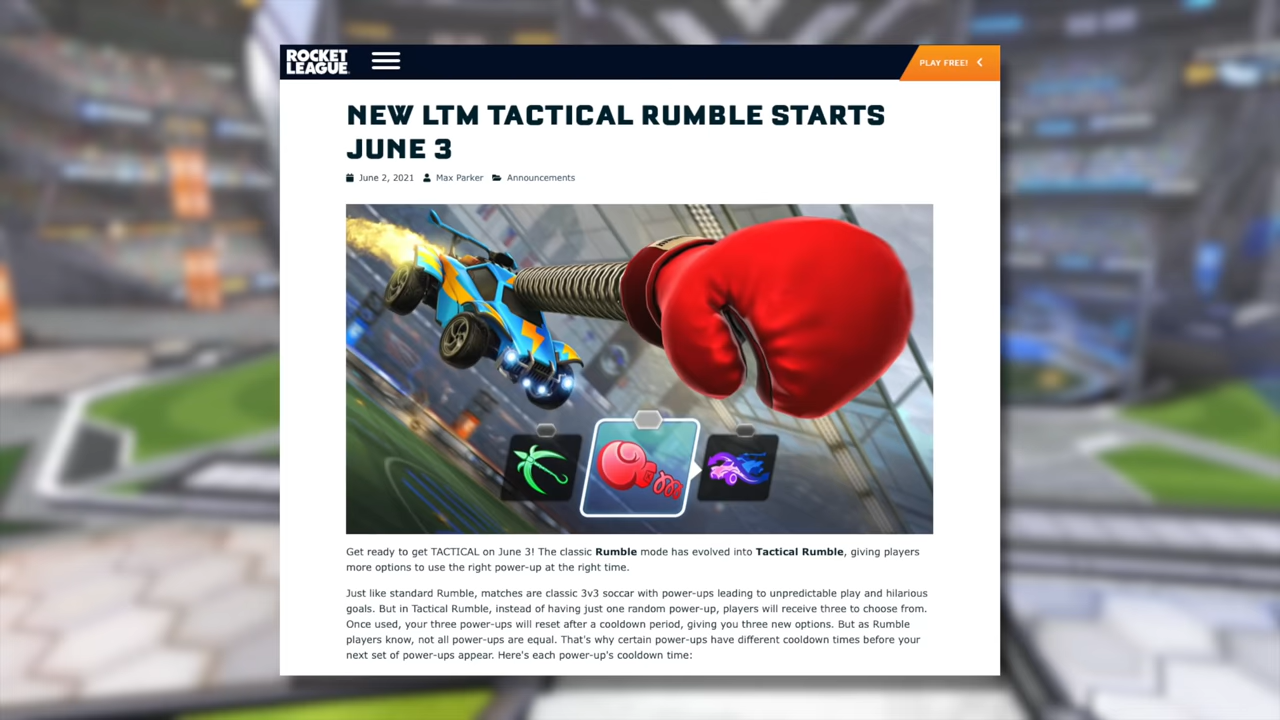 ROCKET
LEAGUE
PLAY FREE!
NEW LTM TACTICAL RUMBLE STARTS
JUNE 3
June 2, 2021 Max Parker Announcements
Get ready to get TACTICAL on June 3! The classic Rumble mode has evolved into Tactical Rumble, giving players
more options to use the right power-up at the right time.
Just like standard Rumble, matches are classic 3v3 soccar with power-ups leading to unpredictable play and hilarious
goals. But in Tactical Rumble, instead of having just one random power-up, players will receive three to choose from.
Once used, your three power-ups will reset after a cooldown period, giving you three new options. But as Rumble
players know, not all power-ups are equal. That's why certain power-ups have different cooldown times before your
next set of power-ups appear. Here's each power-up's cooldown time: